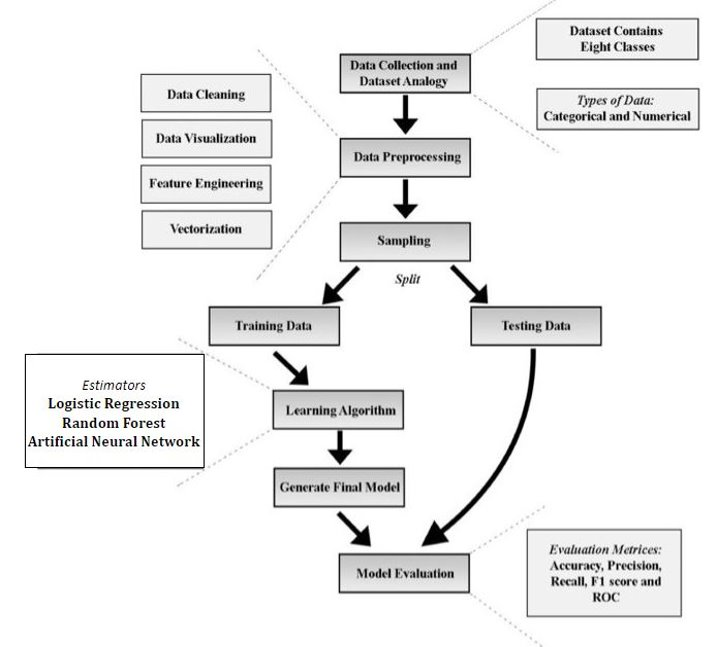 Dataset Contains
Eight Classes
Data Collection and
Dataset Analogy
Types of Data:
Categorical and Numerical
Data Cleaning
Data Visualization
Feature Engineering
Vectorization
Data Preprocessing
Sampling
Split
Training Data
Testing Data
Estimators
Logistic Regression
Random Forest
Artificial Neural Network
Learning Algorithm
Generate Final Model
Model Evaluation
Evaluation Metrices:
Accuracy, Precision,
Recall, F1 score and
ROC